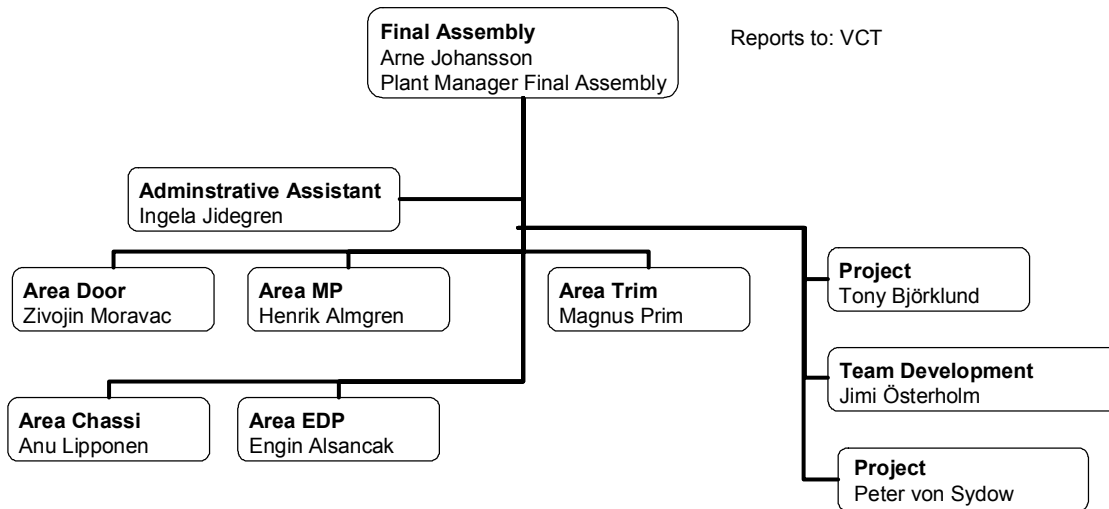 Final Assembly
Arne Johansson
Plant Manager Final Assembly
Reports to: VCT
Adminstrative Assistant
Ingela Jidegren
Area Door
Zivojin Moravac
Area MP
Henrik Almgren
Area Trim
Magnus Prim
Project
Tony Björklund
Team Development
Jimi Österholm
Area Chassi
Anu Lipponen
Area EDP
Engin Alsancak
Project
Peter von Sydow